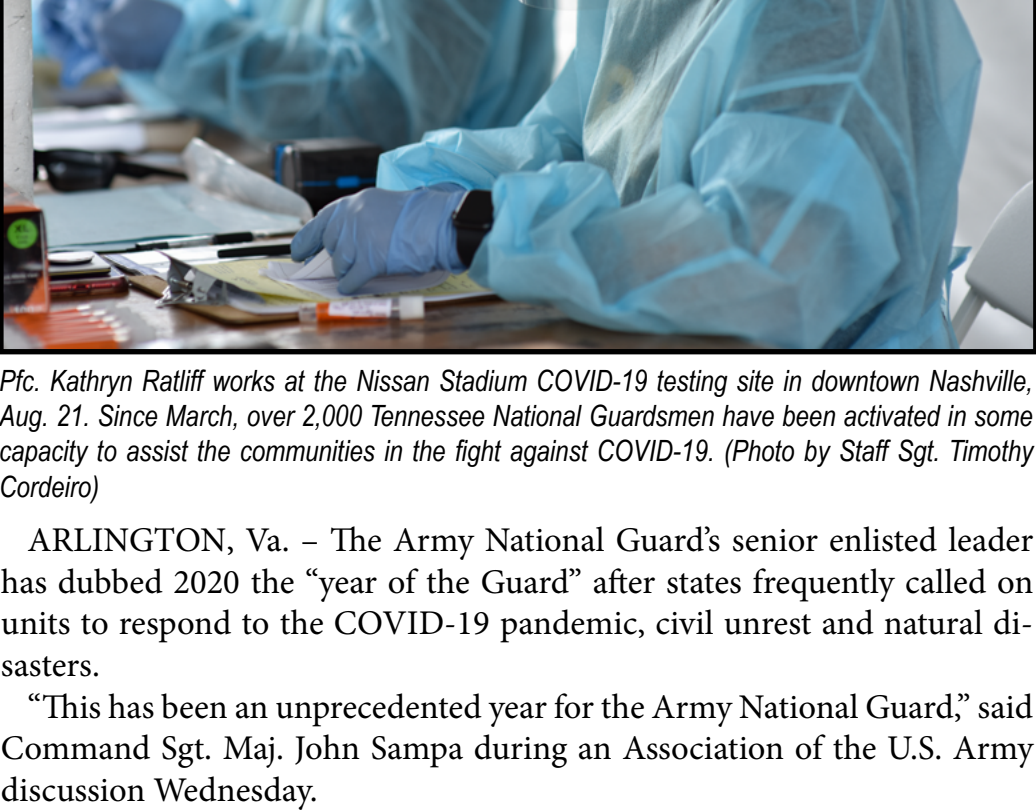 XL
Pfc. Kathryn Ratliff works at the Nissan Stadium COVID-19 testing site in downtown Nashville,
Aug. 21. Since March, over 2,000 Tennessee National Guardsmen have been activated in some
capacity to assist the communities in the fight against COVID-19. (Photo by Staff Sgt. Timothy
Cordeiro)
ARLINGTON, Va. – The Army National Guard’s senior enlisted leader
has dubbed 2020 the “year of the Guard” after states frequently called on
units to respond to the COVID-19 pandemic, civil unrest and natural di-
sasters.
“This has been an unprecedented year for the Army National Guard,” said
Command Sgt. Maj. John Sampa during an Association of the U.S. Army
discussion Wednesday.